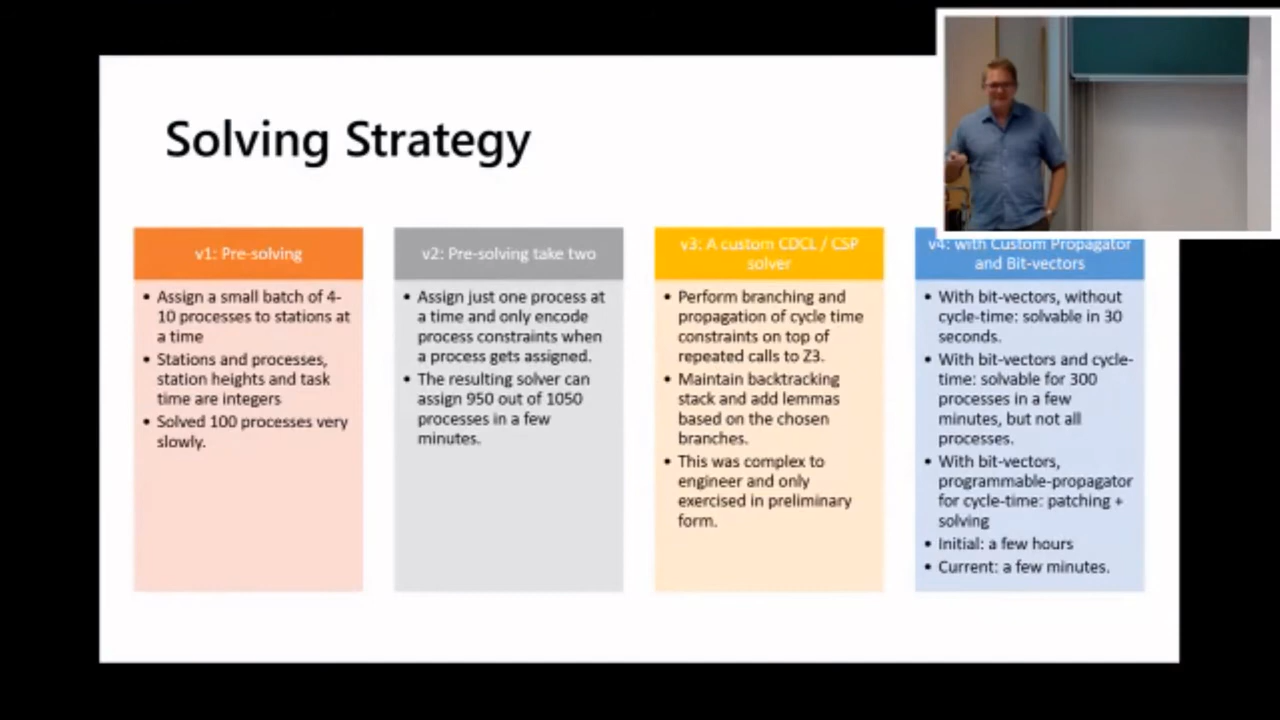 Solving Strategy
v1: Pre-solving
• Assign a small batch of 4-
10 processes to stations at
a time
• Stations and processes,
station heights and task
time are integers
• Solved 100 processes very
slowly.
v2: Pre-solving take two
• Assign just one process at
a time and only encode
process constraints when
a process gets assigned.
• The resulting solver can
assign 950 out of 1050
processes in a few
minutes.
v3: A custom CDCL / CSP
solver
• Perform branching and
propagation of cycle time
constraints on top of
repeated calls to Z3.
• Maintain backtracking
stack and add lemmas
based on the chosen
branches.
• This was complex to
engineer and only
exercised in preliminary
form.
v4: with Custom Propagator
and Bit-vectors
• With bit-vectors, without
cycle-time: solvable in 30
seconds.
• With bit-vectors and cycle-
time: solvable for 300
processes in a few
minutes, but not all
processes.
• With bit-vectors,
programmable-propagator
for cycle-time: patching +
solving
• Initial: a few hours
• Current: a few minutes.